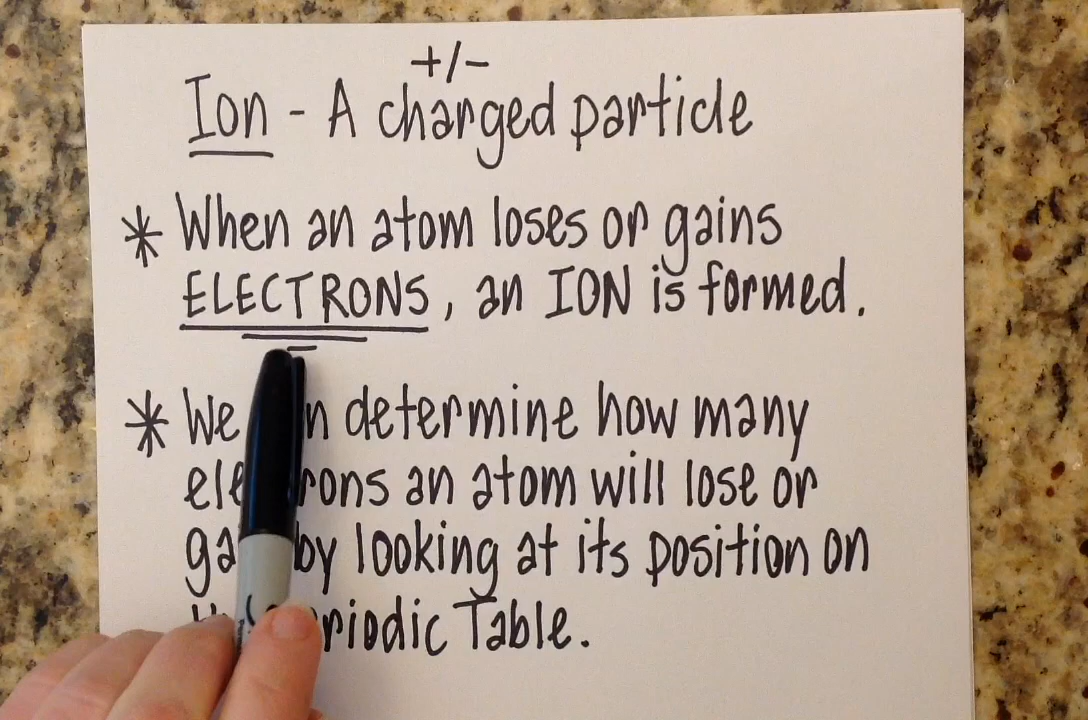 +/-
Ion - A charged particle
* When an atom loses or gains
ELECTRONS, an ION is formed.
* We determine how many
an atom will lose or
by looking at its position on
Table.